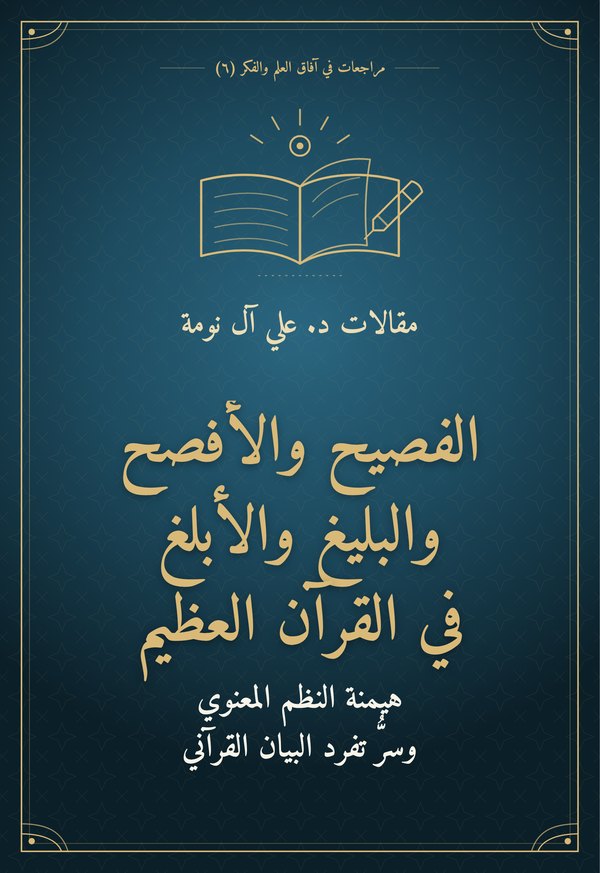 مراجعات في آفاق العلم والفكر (٦)
مقالات د. علي آل نومة
الفصيح والأفصح
والبليغ والأبلغ
في القرآن العظيم
هيمنة النظم المعنوي
وسرُّ تفرد البيان القرآني